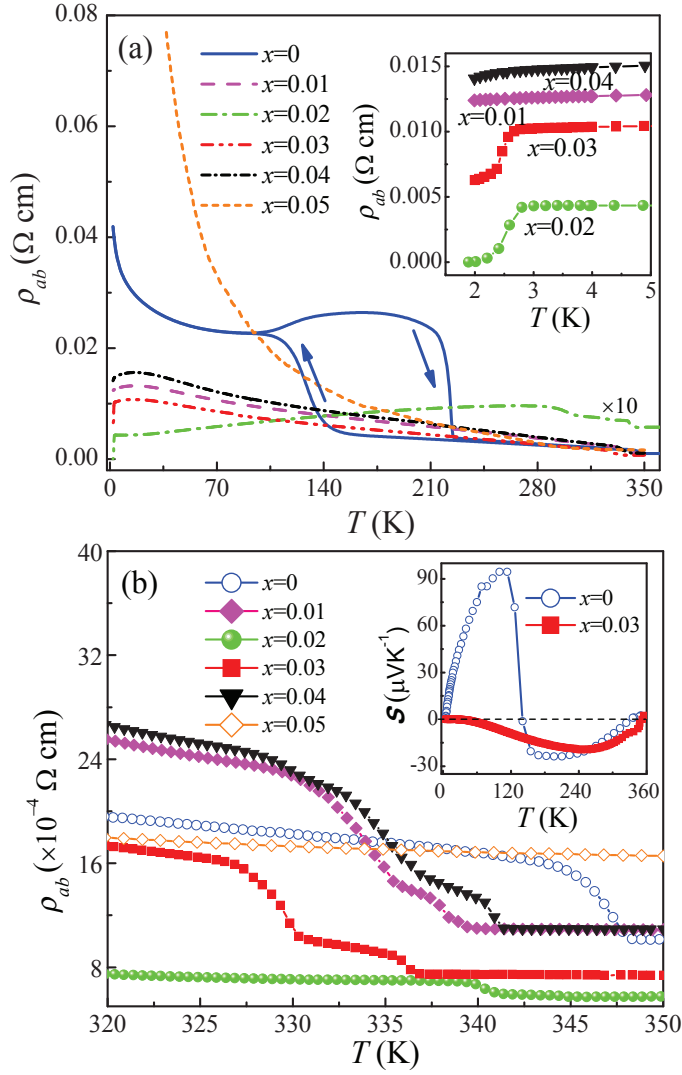 (a)
x=0
x=0.01
x=0.02
x=0.03
x=0.04
x=0.05
0.08
0.06
0.04
0.02
0.00
ρab (Ω cm)
0 70 140 210 280 350
T (K)
×10
0.015
0.010
0.005
0.000
ρab (Ω cm)
x=0.04
x=0.01
x=0.03
x=0.02
2 3 4 5
T (K)
(b)
x=0
x=0.01
x=0.02
x=0.03
x=0.04
x=0.05
40
32
24
16
8
ρab (×10⁻⁴ Ω cm)
320 325 330 335 340 345 350
T (K)
90
60
30
0
-30
S (μVK⁻¹)
x=0
x=0.03
0 120 240 360
T (K)